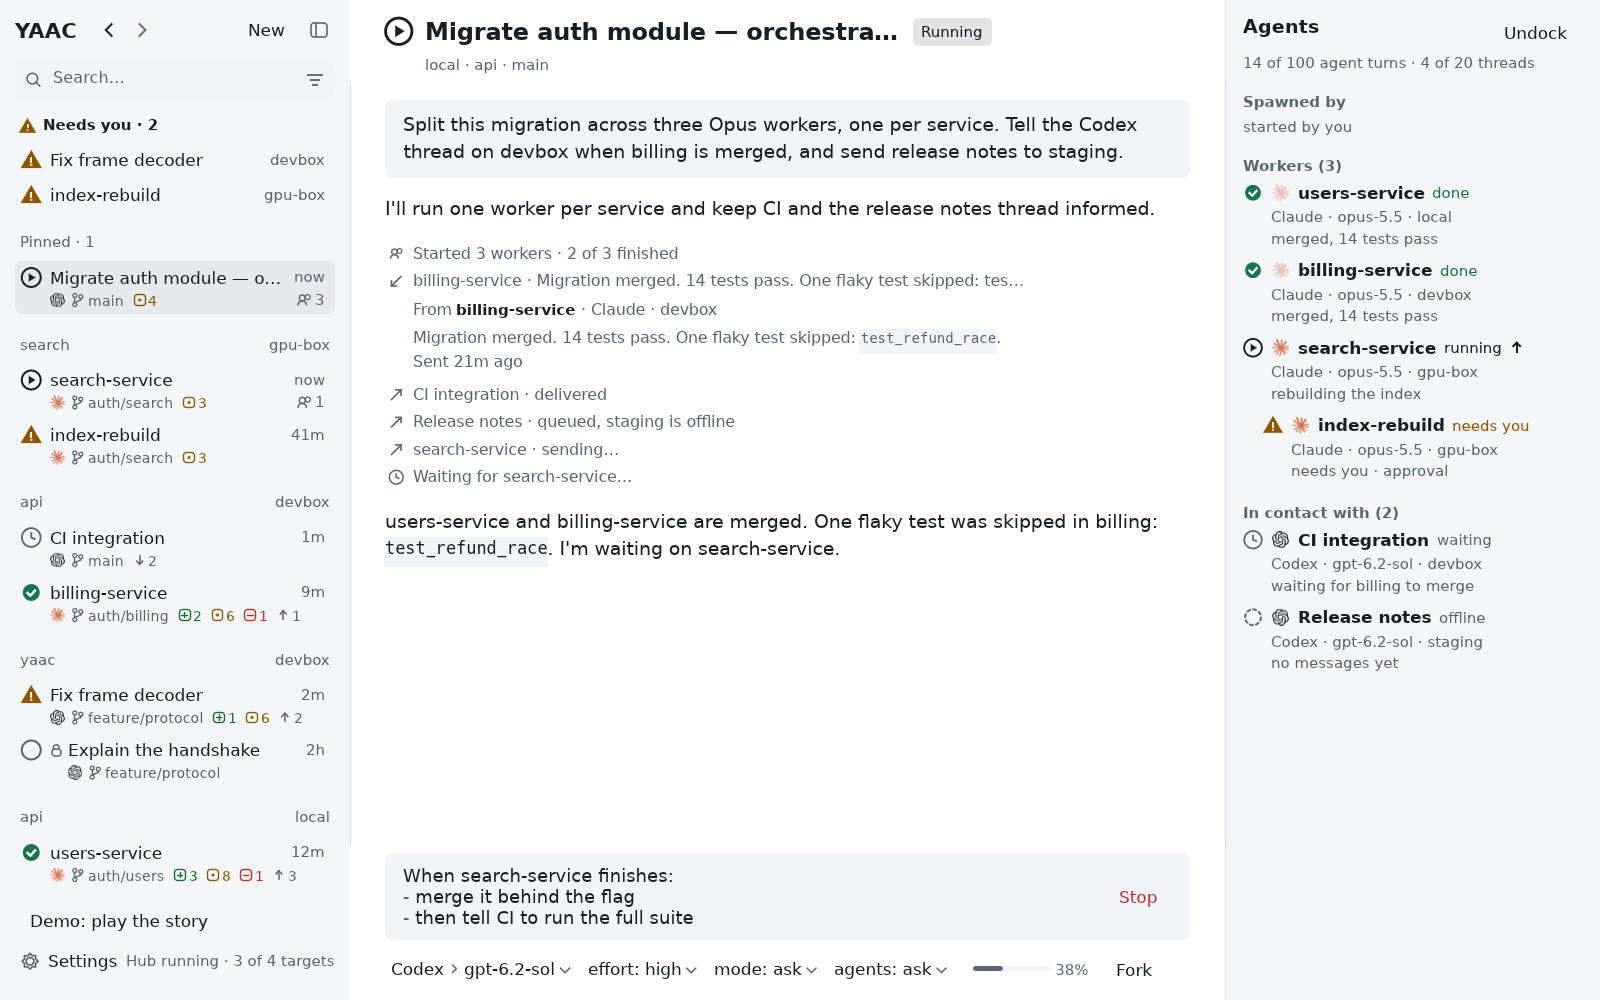 YAAC
New
Search…
Needs you · 2
Fix frame decoder devbox
index-rebuild gpu-box
Pinned · 1
Migrate auth module — o… now
main 4 3
search gpu-box
search-service now
auth/search 3 1
index-rebuild 41m
auth/search 3
api devbox
CI integration 1m
main ↓2
billing-service 9m
auth/billing 2 6 1 ↑1
yaac devbox
Fix frame decoder 2m
feature/protocol 1 6 ↑2
Explain the handshake 2h
feature/protocol
api local
users-service 12m
auth/users 3 8 1 ↑3
Demo: play the story
Settings Hub running · 3 of 4 targets
Migrate auth module — orchestra… Running
local · api · main
Split this migration across three Opus workers, one per service. Tell the Codex
thread on devbox when billing is merged, and send release notes to staging.
I'll run one worker per service and keep CI and the release notes thread informed.
Started 3 workers · 2 of 3 finished
↙ billing-service · Migration merged. 14 tests pass. One flaky test skipped: tes…
From billing-service · Claude · devbox
Migration merged. 14 tests pass. One flaky test skipped: test_refund_race.
Sent 21m ago
↗ CI integration · delivered
↗ Release notes · queued, staging is offline
↗ search-service · sending…
Waiting for search-service…
users-service and billing-service are merged. One flaky test was skipped in billing:
test_refund_race. I'm waiting on search-service.
When search-service finishes:
- merge it behind the flag
- then tell CI to run the full suite
Stop
Codex > gpt-6.2-sol effort: high mode: ask agents: ask 38% Fork
Agents
Undock
14 of 100 agent turns · 4 of 20 threads
Spawned by
started by you
Workers (3)
users-service done
Claude · opus-5.5 · local
merged, 14 tests pass
billing-service done
Claude · opus-5.5 · devbox
merged, 14 tests pass
search-service running ↑
Claude · opus-5.5 · gpu-box
rebuilding the index
index-rebuild needs you
Claude · opus-5.5 · gpu-box
needs you · approval
In contact with (2)
CI integration waiting
Codex · gpt-6.2-sol · devbox
waiting for billing to merge
Release notes offline
Codex · gpt-6.2-sol · staging
no messages yet